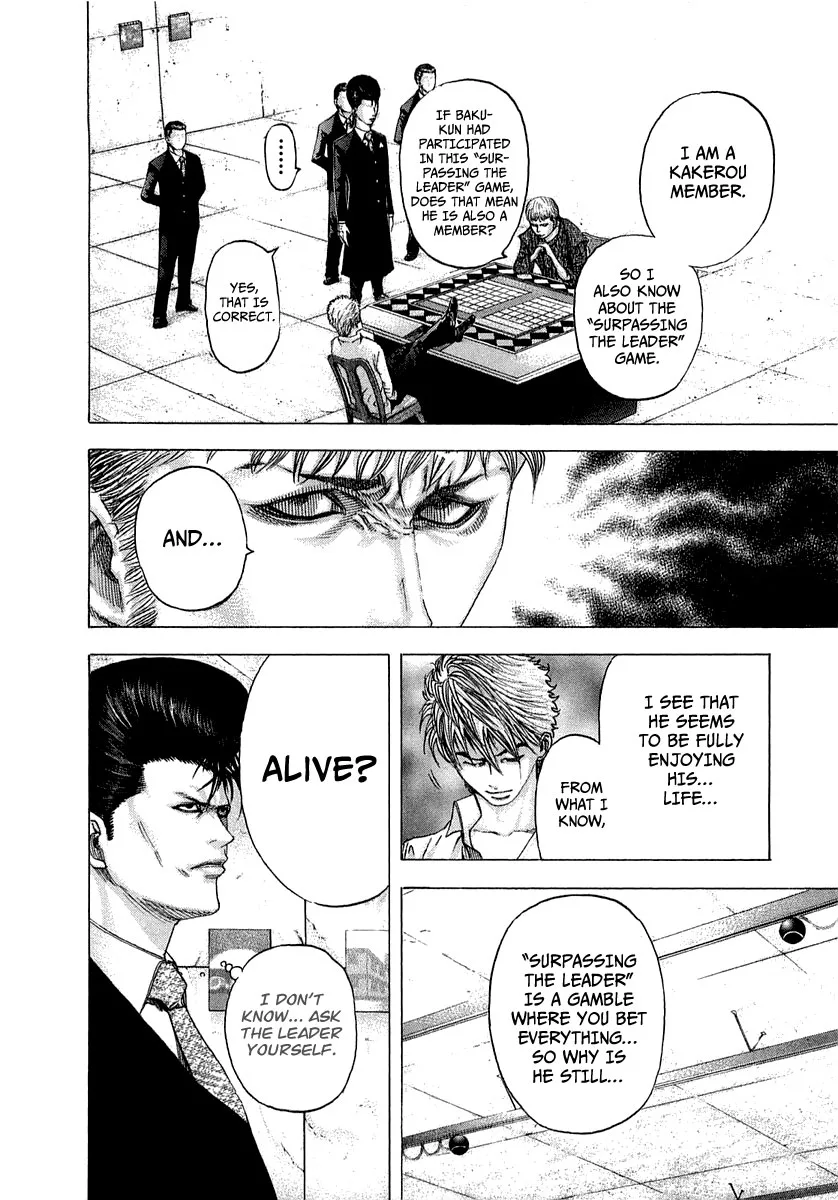 I AM A
KAKEROU
MEMBER.
SO I
ALSO KNOW
ABOUT THE
"SURPASSING
THE LEADER"
GAME.
IF BAKU-
KUN HAD
PARTICIPATED
IN THIS "SUR-
PASSING THE
LEADER" GAME,
DOES THAT MEAN
HE IS ALSO A
MEMBER?
....
YES,
THAT IS
CORRECT.
AND...
I SEE THAT
HE SEEMS
TO BE FULLY
ENJOYING
HIS...
LIFE...
FROM
WHAT I
KNOW,
ALIVE?
"SURPASSING
THE LEADER"
IS A GAMBLE
WHERE YOU BET
EVERYTHING...
SO WHY IS
HE STILL...
I DON'T
KNOW... ASK
THE LEADER
YOURSELF.